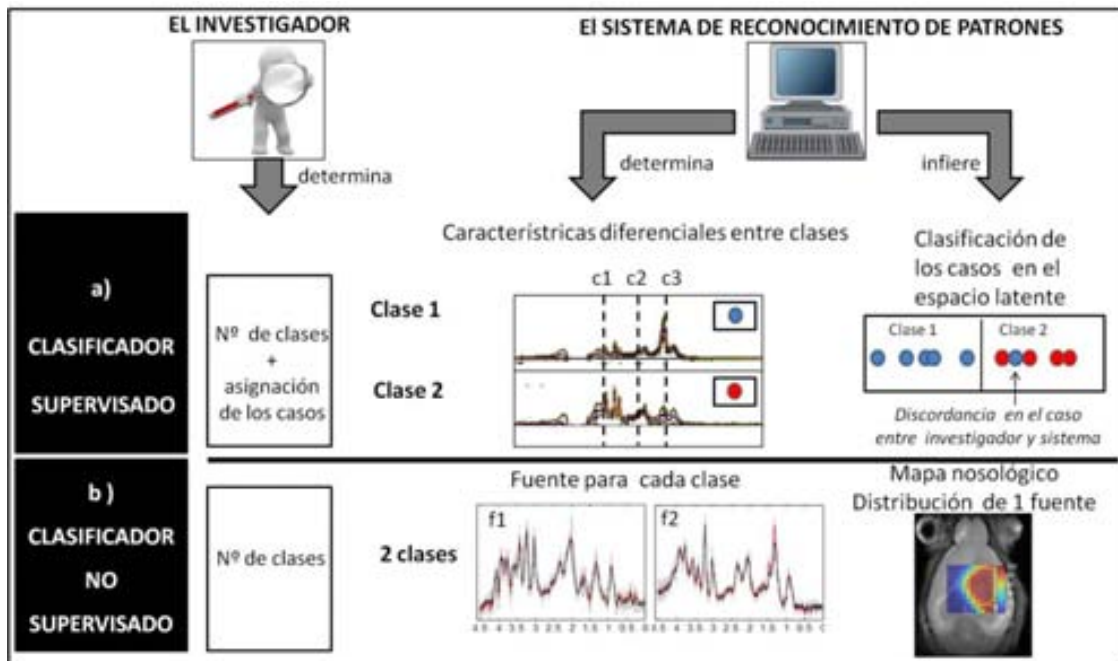 EL INVESTIGADOR
El SISTEMA DE RECONOCIMIENTO DE PATRONES
determina
determina
infiere
a)
CLASIFICADOR
SUPERVISADO
Nº de clases
+
asignación
de los casos
Características diferenciales entre clases
c1 c2 c3
Clase 1
Clase 2
Clasificación de
los casos en el
espacio latente
Clase 1 Clase 2
Discordancia en el caso
entre investigador y sistema
b )
CLASIFICADOR
NO
SUPERVISADO
Nº de clases
Fuente para cada clase
2 clases
f1
f2
Mapa nosológico
Distribución de 1 fuente